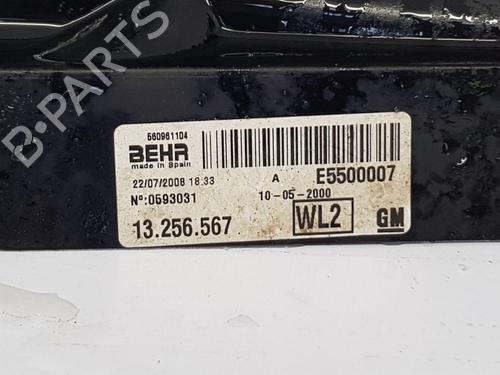 B-PARTS
560961104
BEHR
made in Spain
22/07/2008 18:33
A
E5500007
Nº:0593031
10-05-2000
13.256.567
WL2
GM